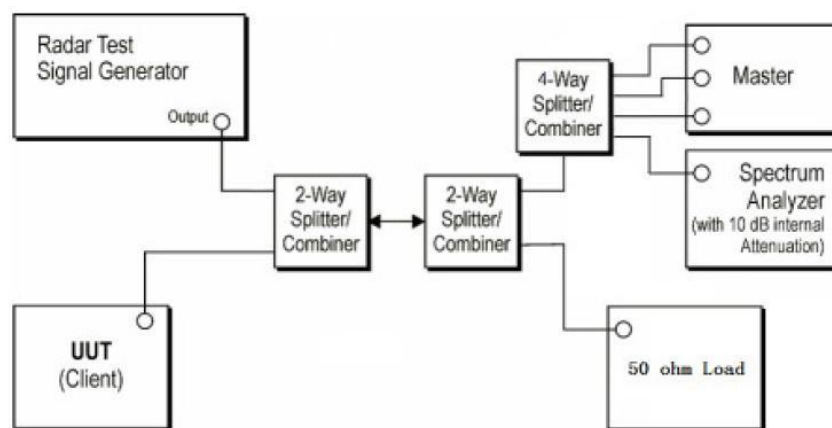 Radar Test
Signal Generator
Output
4-Way
Splitter/
Combiner
Master
2-Way
Splitter/
Combiner
2-Way
Splitter/
Combiner
Spectrum
Analyzer
(with 10 dB internal
Attenuation)
UUT
(Client)
50 ohm Load